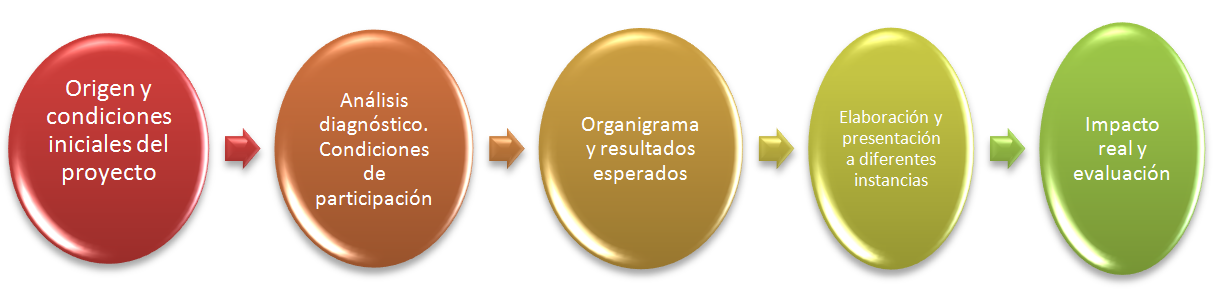 Origen y
condiciones
iniciales del
proyecto
Análisis
diagnóstico.
Condiciones
de
participación
Organigrama
y resultados
esperados
Elaboración y
presentación
a diferentes
instancias
Impacto
real y
evaluación